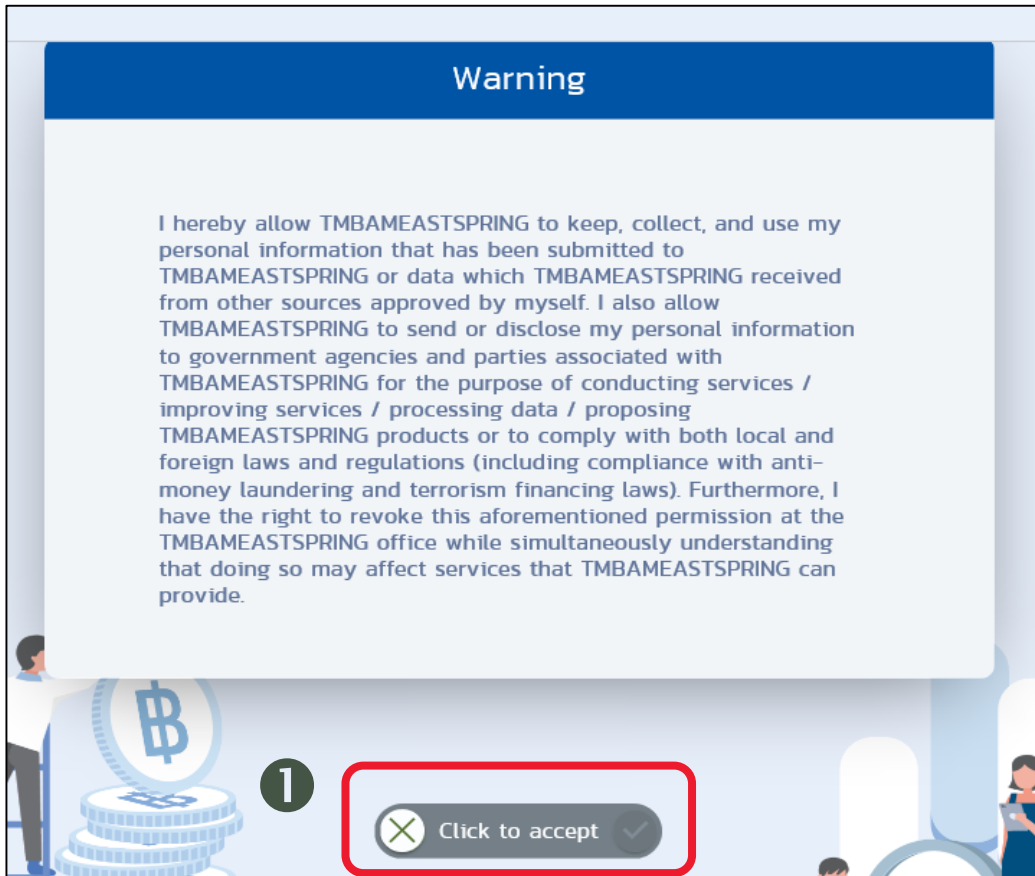 Warning
I hereby allow TMBAMEASTSPRING to keep, collect, and use my
personal information that has been submitted to
TMBAMEASTSPRING or data which TMBAMEASTSPRING received
from other sources approved by myself. I also allow
TMBAMEASTSPRING to send or disclose my personal information
to government agencies and parties associated with
TMBAMEASTSPRING for the purpose of conducting services /
improving services / processing data / proposing
TMBAMEASTSPRING products or to comply with both local and
foreign laws and regulations (including compliance with anti-
money laundering and terrorism financing laws). Furthermore, I
have the right to revoke this aforementioned permission at the
TMBAMEASTSPRING office while simultaneously understanding
that doing so may affect services that TMBAMEASTSPRING can
provide.
฿
฿
❶
Click to accept